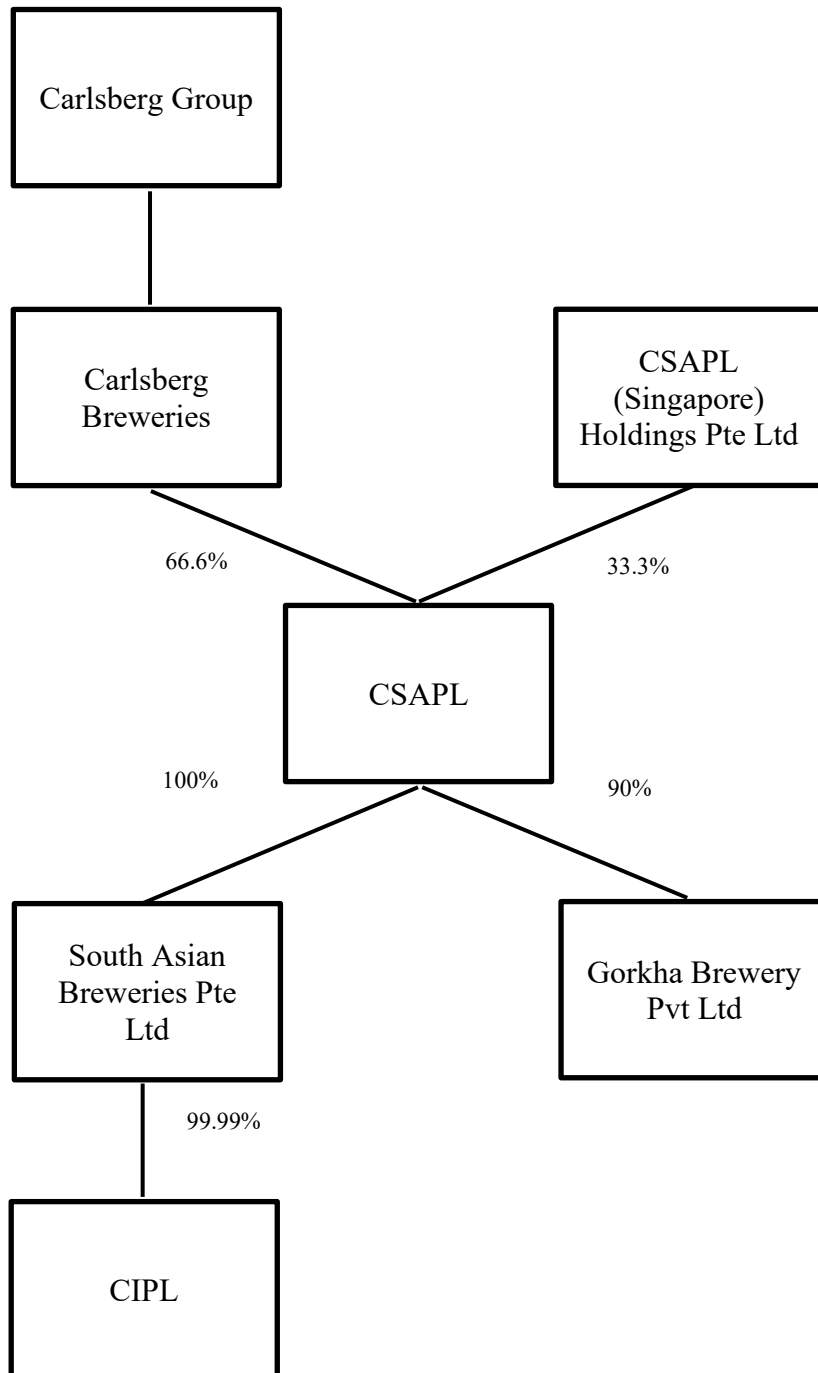 Carlsberg Group
Carlsberg
Breweries
CSAPL
(Singapore)
Holdings Pte Ltd
66.6%
33.3%
CSAPL
100%
90%
South Asian
Breweries Pte
Ltd
Gorkha Brewery
Pvt Ltd
99.99%
CIPL